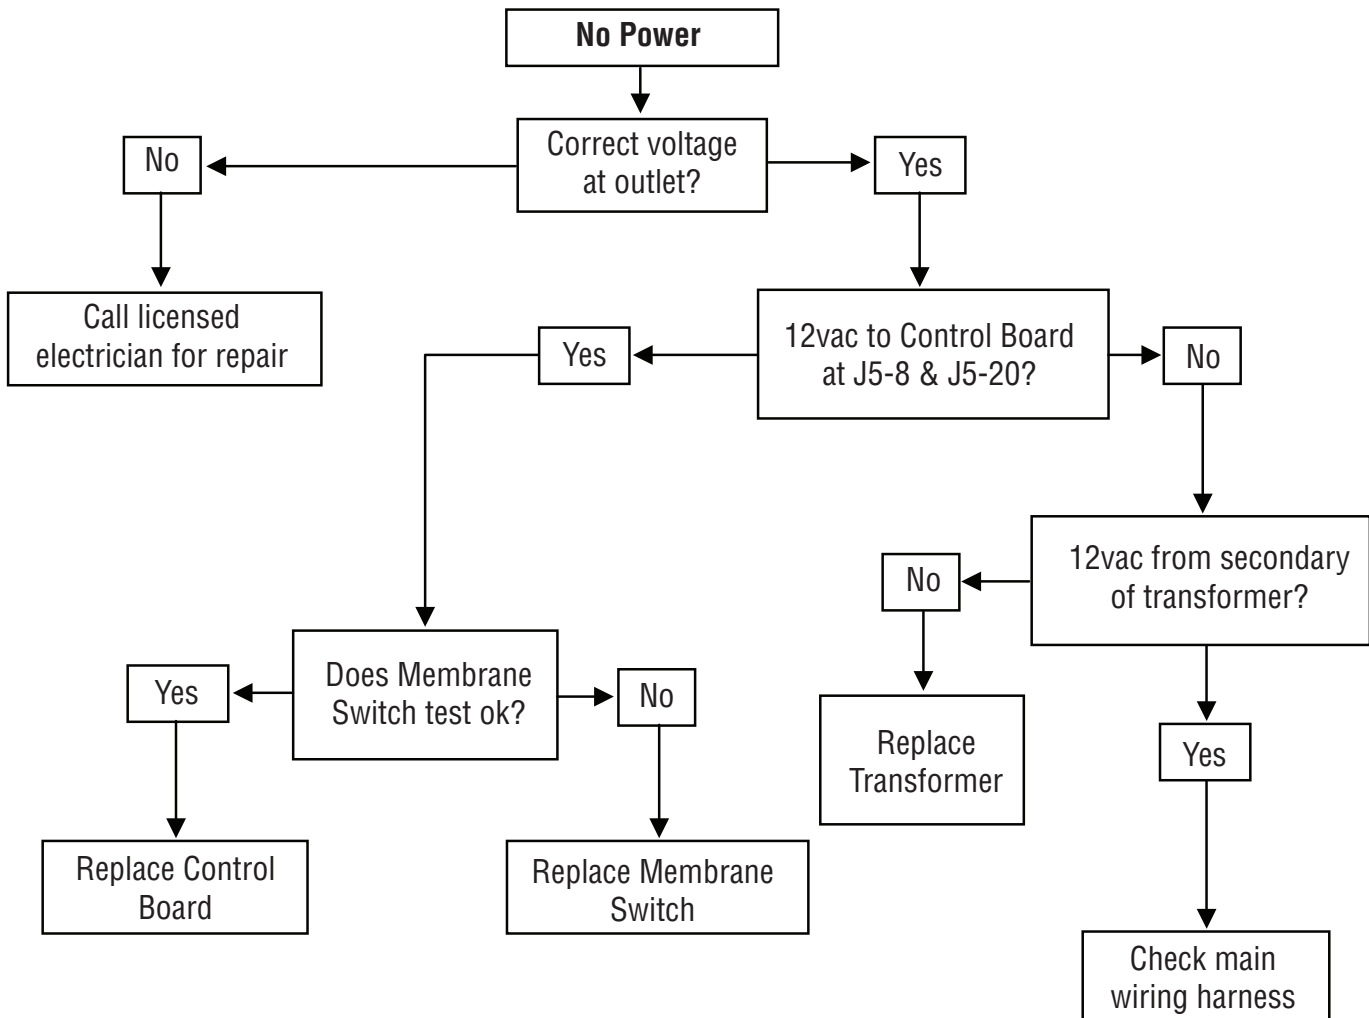 No Power
Correct voltage
at outlet?
No
Yes
Call licensed
electrician for repair
12vac to Control Board
at J5-8 & J5-20?
Yes
No
12vac from secondary
of transformer?
No
Yes
Does Membrane
Switch test ok?
Yes
No
Replace
Transformer
Replace Control
Board
Replace Membrane
Switch
Check main
wiring harness